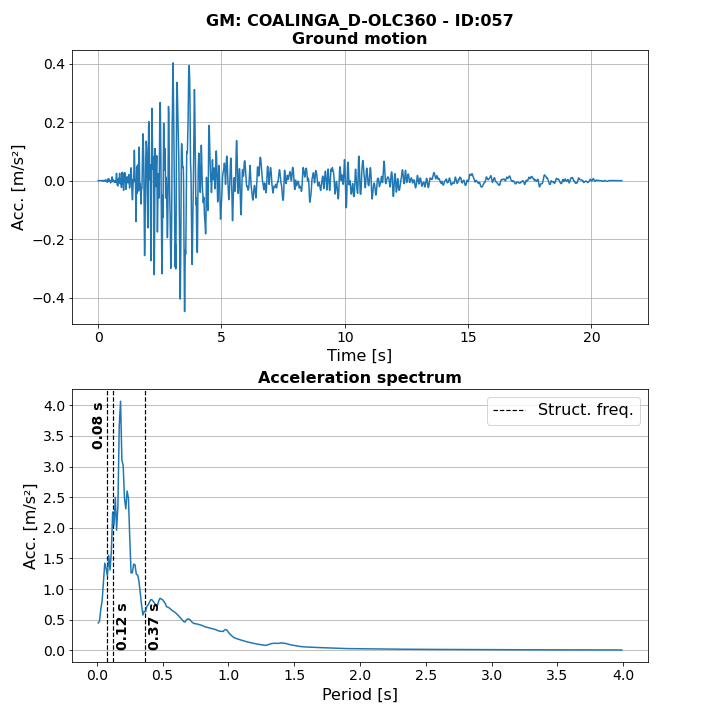 GM: COALINGA_D-OLC360 - ID:057
Ground motion
Acc. [m/s²]
0.4
0.2
0.0
−0.2
−0.4
0 5 10 15 20
Time [s]
Acceleration spectrum
Acc. [m/s²]
4.0
3.5
3.0
2.5
2.0
1.5
1.0
0.5
0.0
Struct. freq.
0.08 s
0.12 s
0.37 s
0.0 0.5 1.0 1.5 2.0 2.5 3.0 3.5 4.0
Period [s]